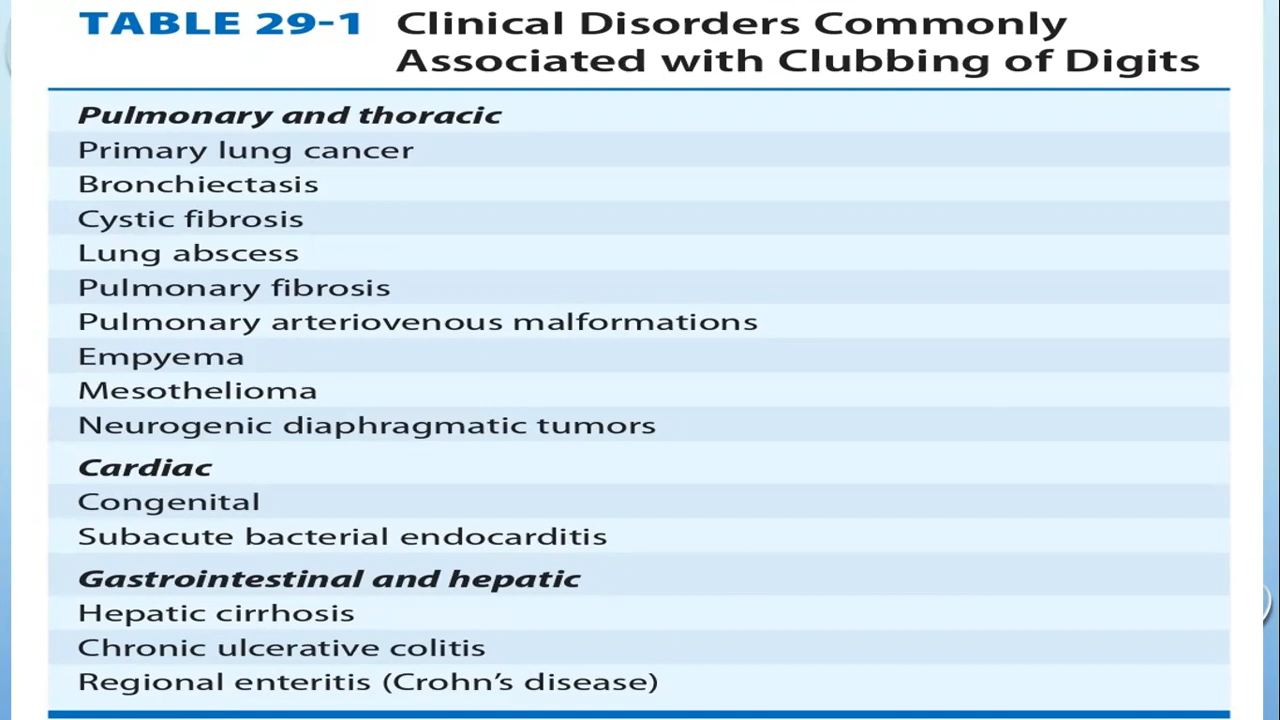 TABLE 29-1 Clinical Disorders Commonly
Associated with Clubbing of Digits
Pulmonary and thoracic
Primary lung cancer
Bronchiectasis
Cystic fibrosis
Lung abscess
Pulmonary fibrosis
Pulmonary arteriovenous malformations
Empyema
Mesothelioma
Neurogenic diaphragmatic tumors
Cardiac
Congenital
Subacute bacterial endocarditis
Gastrointestinal and hepatic
Hepatic cirrhosis
Chronic ulcerative colitis
Regional enteritis (Crohn's disease)